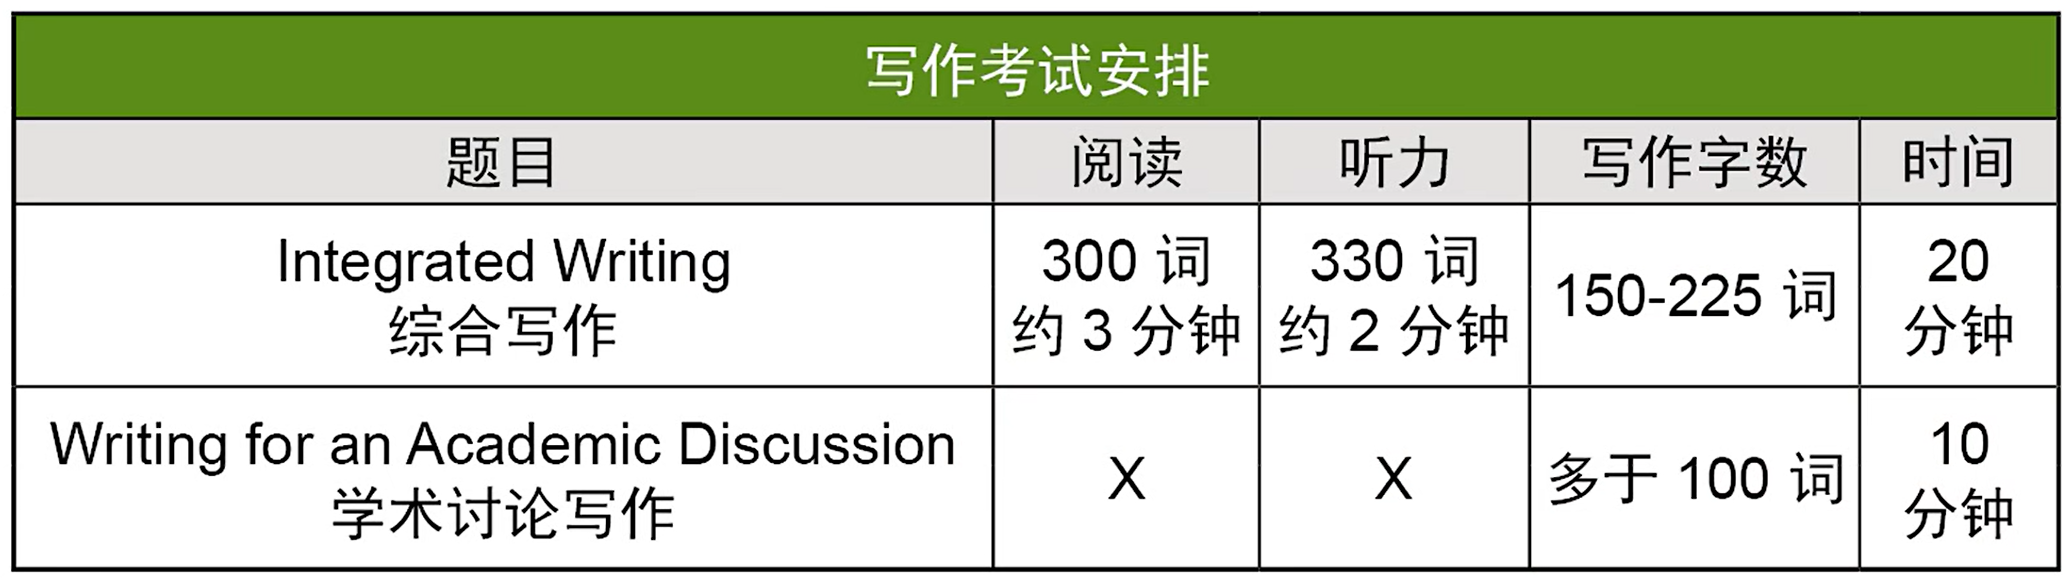 写作考试安排
题目 阅读 听力 写作字数 时间
Integrated Writing
综合写作
300 词
约 3 分钟
330 词
约 2 分钟
150-225 词
20
分钟
Writing for an Academic Discussion
学术讨论写作
X
X
多于 100 词
10
分钟